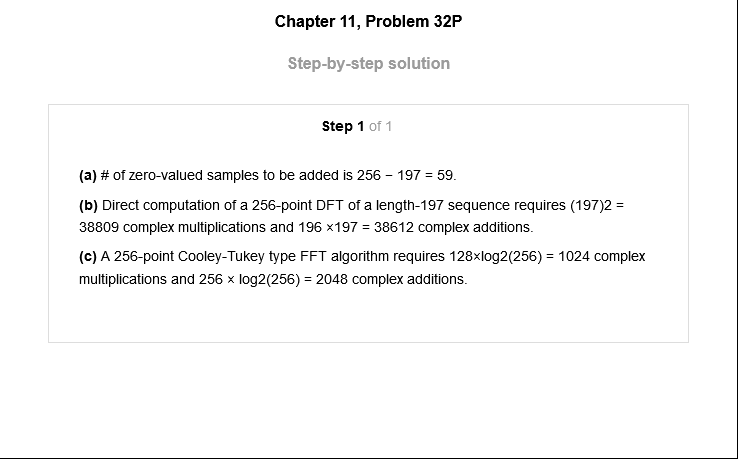 Chapter 11, Problem 32P
Step-by-step solution
Step 1 of 1
(a) # of zero-valued samples to be added is 256 − 197 = 59.
(b) Direct computation of a 256-point DFT of a length-197 sequence requires (197)2 =
38809 complex multiplications and 196 ×197 = 38612 complex additions.
(c) A 256-point Cooley-Tukey type FFT algorithm requires 128×log2(256) = 1024 complex
multiplications and 256 × log2(256) = 2048 complex additions.